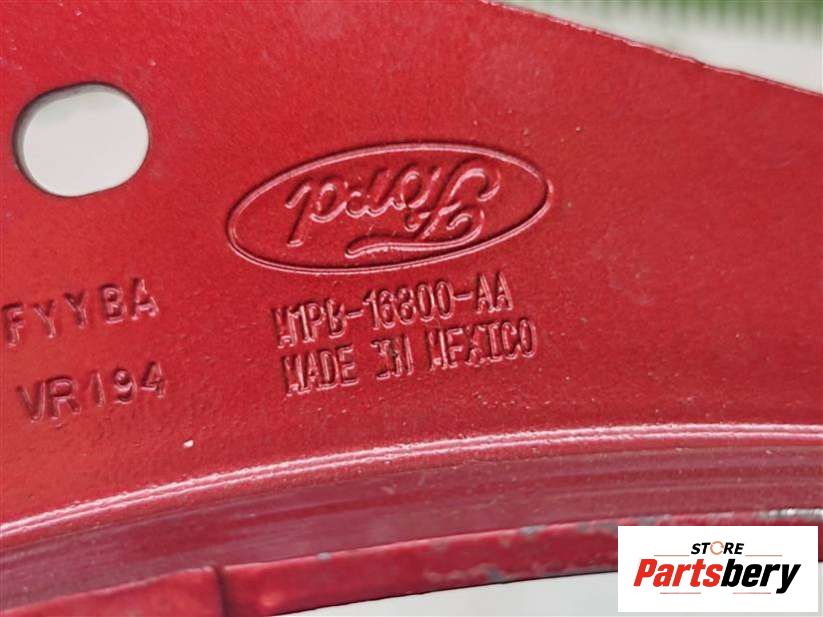 Ford
M1PB-16800-AA
MADE IN MEXICO
FYYBA
VR194
STORE
Partsbery